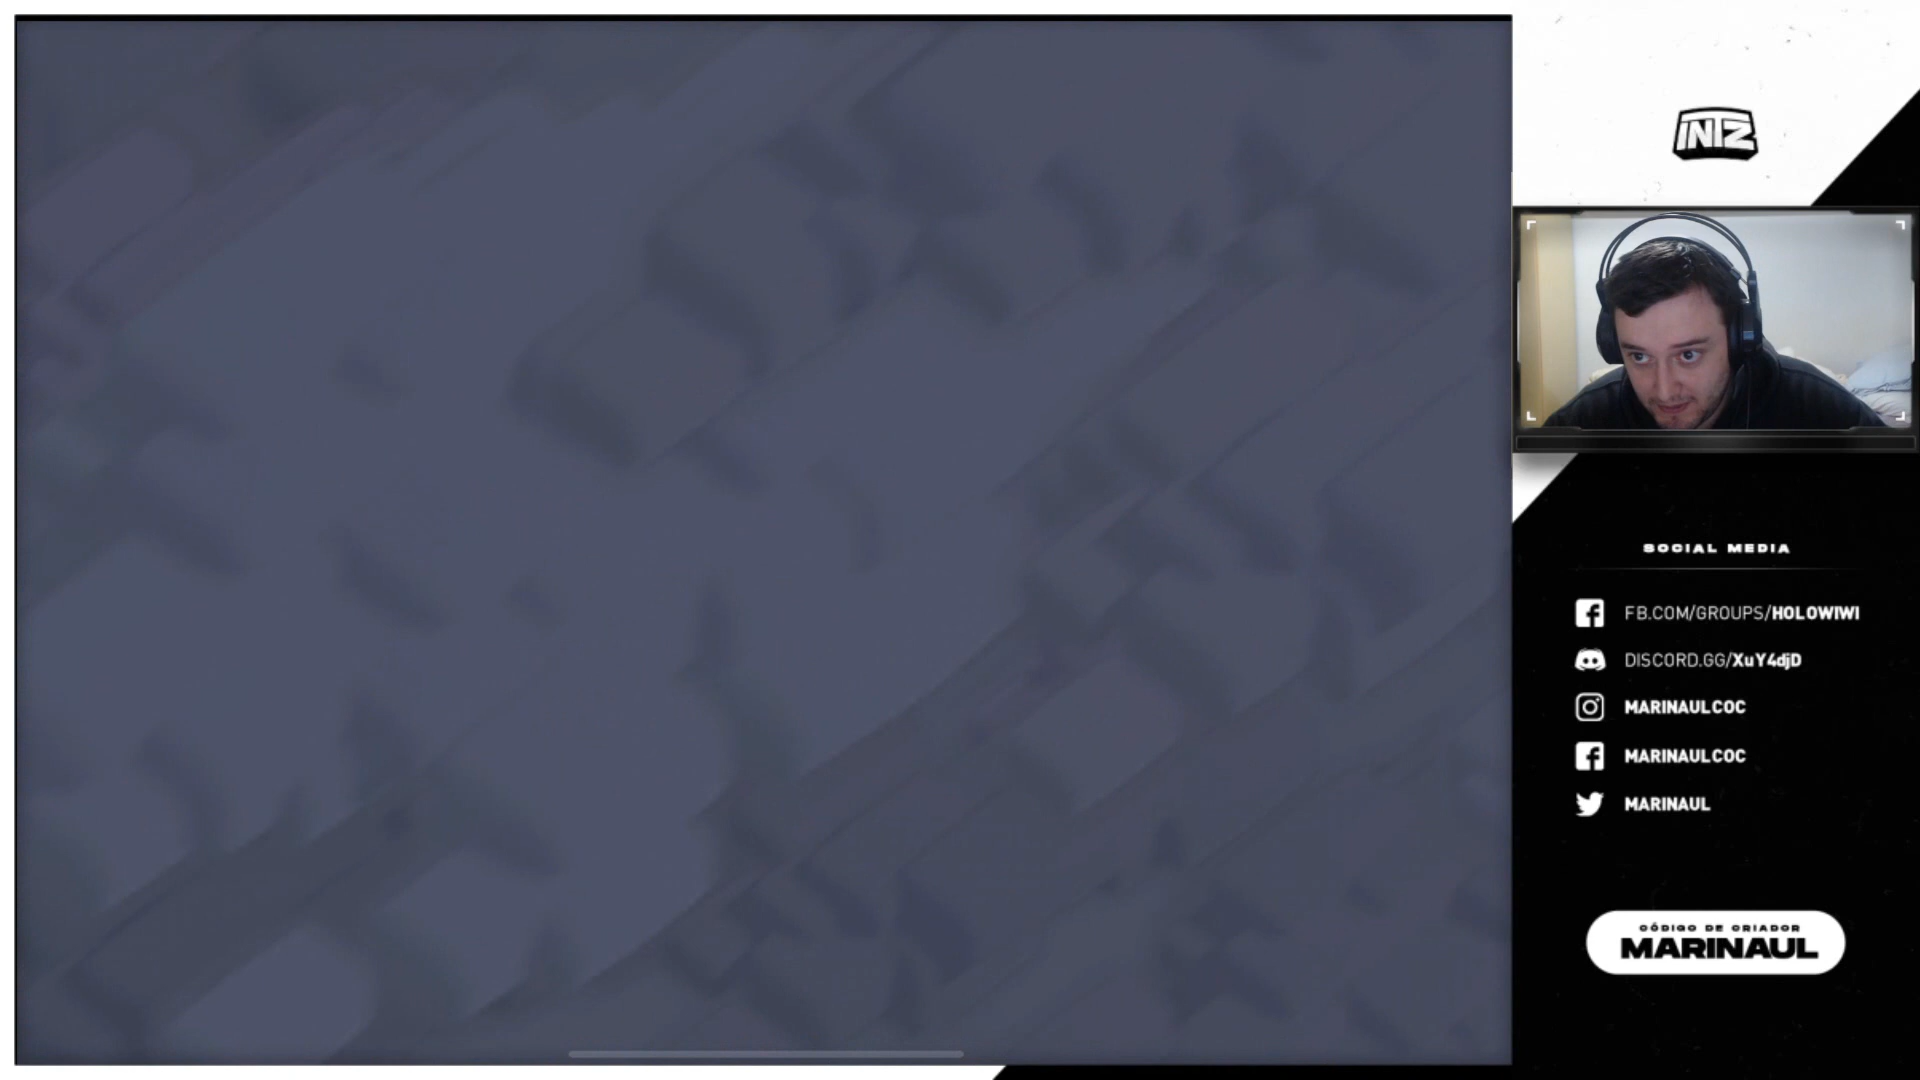 INTZ
SOCIAL MEDIA
FB.COM/GROUPS/HOLOWIWI
DISCORD.GG/XuY4djD
MARINAULCOC
MARINAULCOC
MARINAUL
CÓDIGO DE CRIADOR
MARINAUL